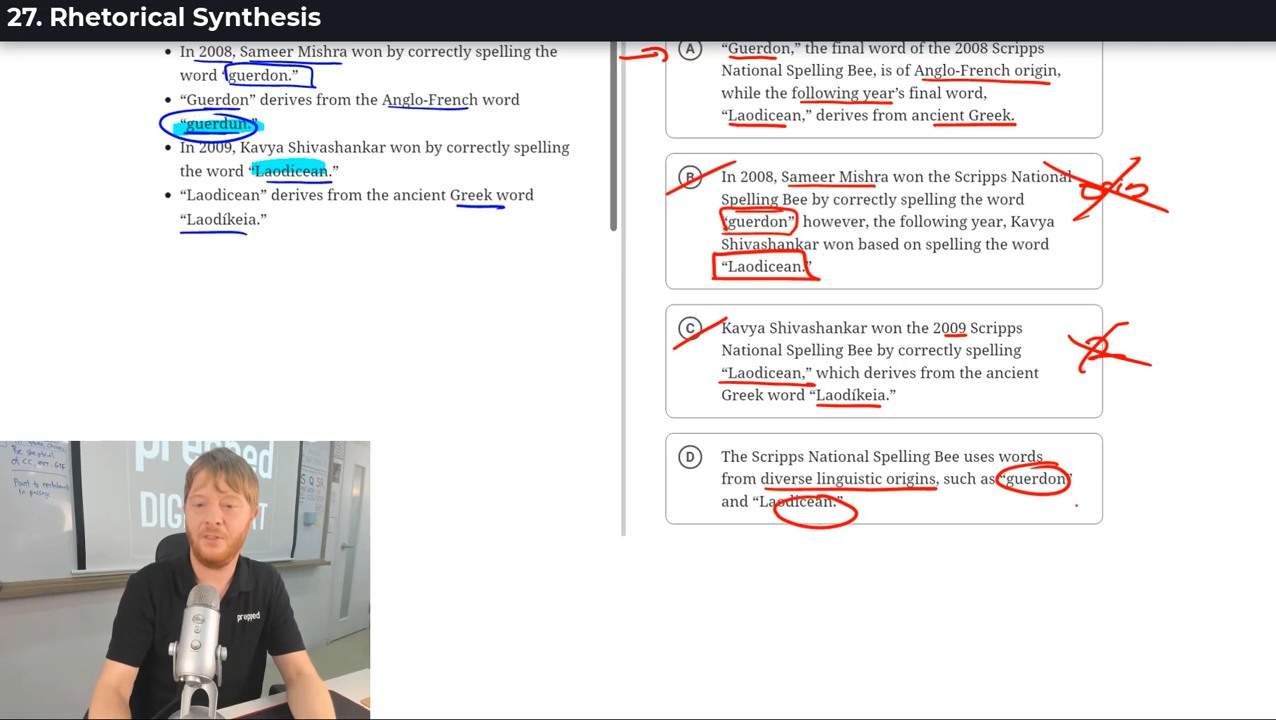 27. Rhetorical Synthesis
• In 2008, Sameer Mishra won by correctly spelling the
word “guerdon.”
• “Guerdon” derives from the Anglo-French word
“guerdun.”
• In 2009, Kavya Shivashankar won by correctly spelling
the word “Laodicean.”
• “Laodicean” derives from the ancient Greek word
“Laodíkeia.”
A “Guerdon,” the final word of the 2008 Scripps
National Spelling Bee, is of Anglo-French origin,
while the following year’s final word,
“Laodicean,” derives from ancient Greek.
B In 2008, Sameer Mishra won the Scripps National
Spelling Bee by correctly spelling the word
“guerdon”; however, the following year, Kavya
Shivashankar won based on spelling the word
“Laodicean.”
C Kavya Shivashankar won the 2009 Scripps
National Spelling Bee by correctly spelling
“Laodicean,” which derives from the ancient
Greek word “Laodíkeia.”
D The Scripps National Spelling Bee uses words
from diverse linguistic origins, such as “guerdon”
and “Laodicean.”
prepped
DIG
prepped